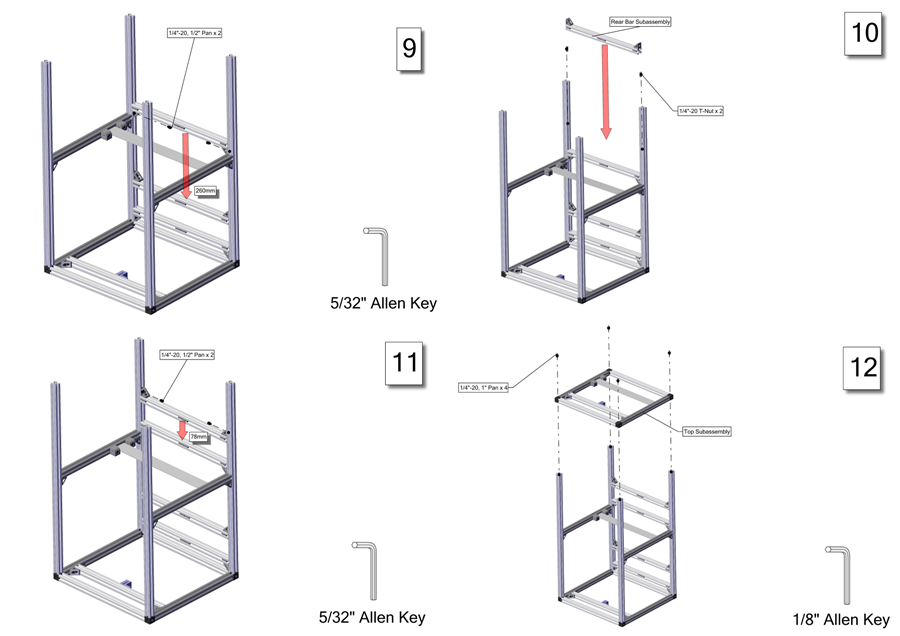 9
1/4"-20, 1/2" Pan x 2
260mm
5/32" Allen Key
10
Rear Bar Subassembly
1/4"-20 T-Nut x 2
11
1/4"-20, 1/2" Pan x 2
78mm
5/32" Allen Key
12
1/4"-20, 1" Pan x 4
Top Subassembly
1/8" Allen Key